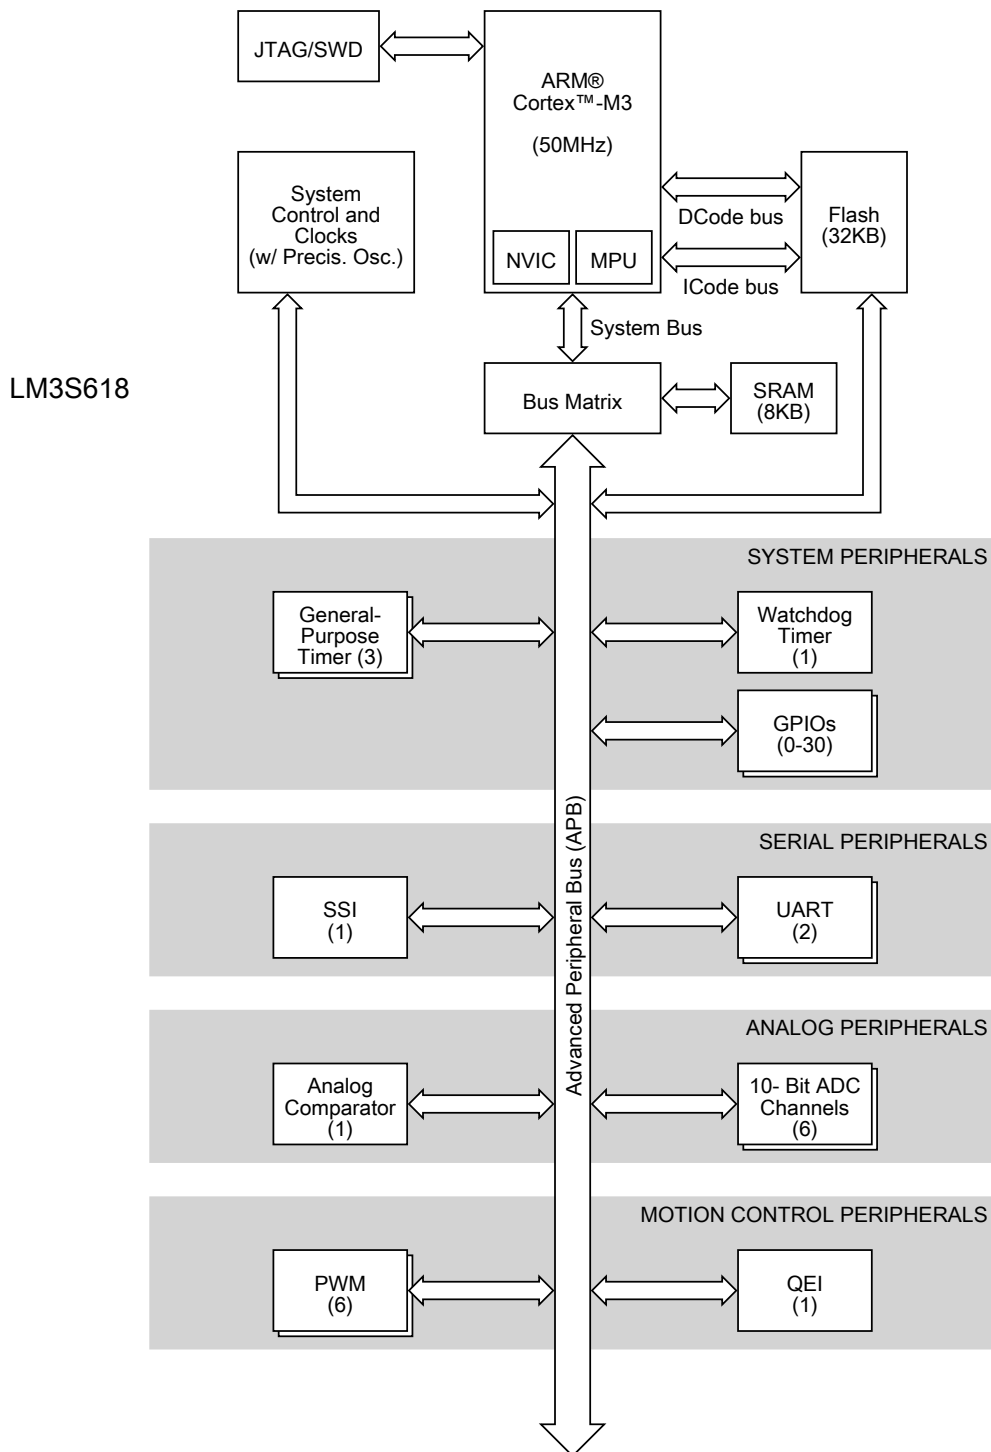 JTAG/SWD
ARM®
Cortex™-M3
(50MHz)
System
Control and
Clocks
(w/ Precis. Osc.)
DCode bus
Flash
(32KB)
NVIC
MPU
ICode bus
System Bus
LM3S618
Bus Matrix
SRAM
(8KB)
SYSTEM PERIPHERALS
General-
Purpose
Timer (3)
Watchdog
Timer
(1)
GPIOs
(0-30)
Advanced Peripheral Bus (APB)
SERIAL PERIPHERALS
SSI
(1)
UART
(2)
ANALOG PERIPHERALS
Analog
Comparator
(1)
10- Bit ADC
Channels
(6)
MOTION CONTROL PERIPHERALS
PWM
(6)
QEI
(1)